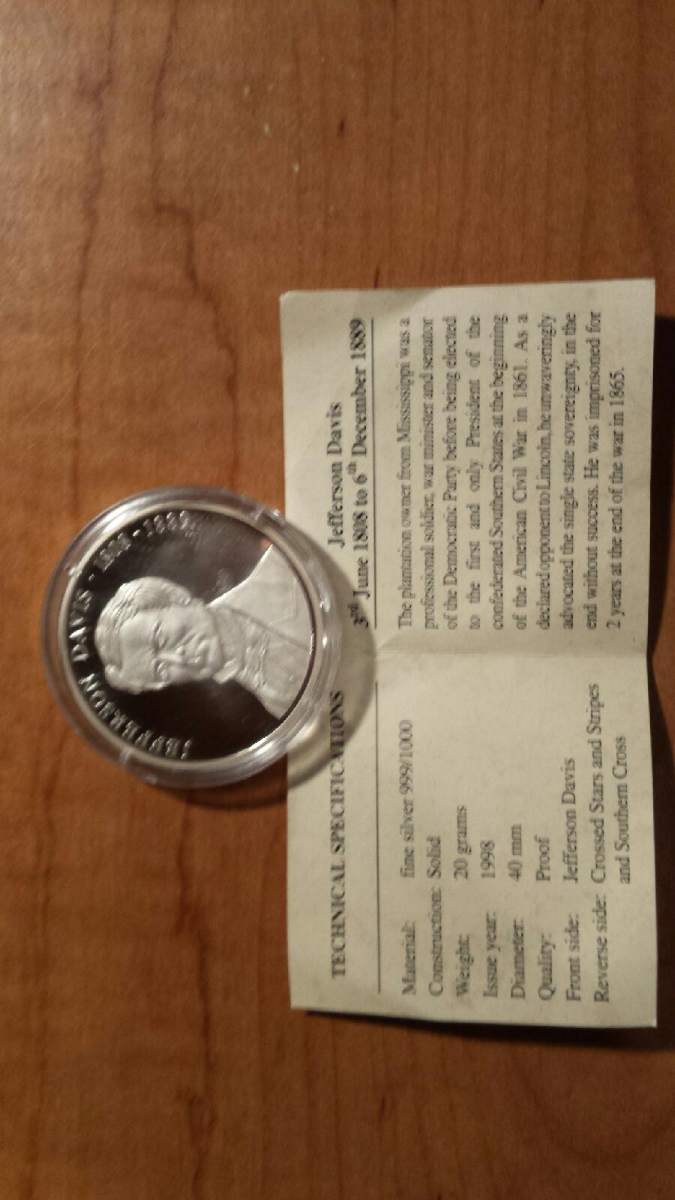 JEFFERSON DAVIS · 1808 - 1889
TECHNICAL SPECIFICATIONS
Material: fine silver 999/1000
Construction: Solid
Weight: 20 grams
Issue year: 1998
Diameter: 40 mm
Quality: Proof
Front side: Jefferson Davis
Reverse side: Crossed Stars and Stripes
and Southern Cross
Jefferson Davis
3rd June 1808 to 6th December 1889
The plantation owner from Mississippi was a
professional soldier, war minister and senator
of the Democratic Party before being elected
to the first and only President of the
confederated Southern States at the beginning
of the American Civil War in 1861. As a
declared opponent to Lincoln, he unwaveringly
advocated the single state sovereignty, in the
end without success. He was imprisoned for
2 years at the end of the war in 1865.